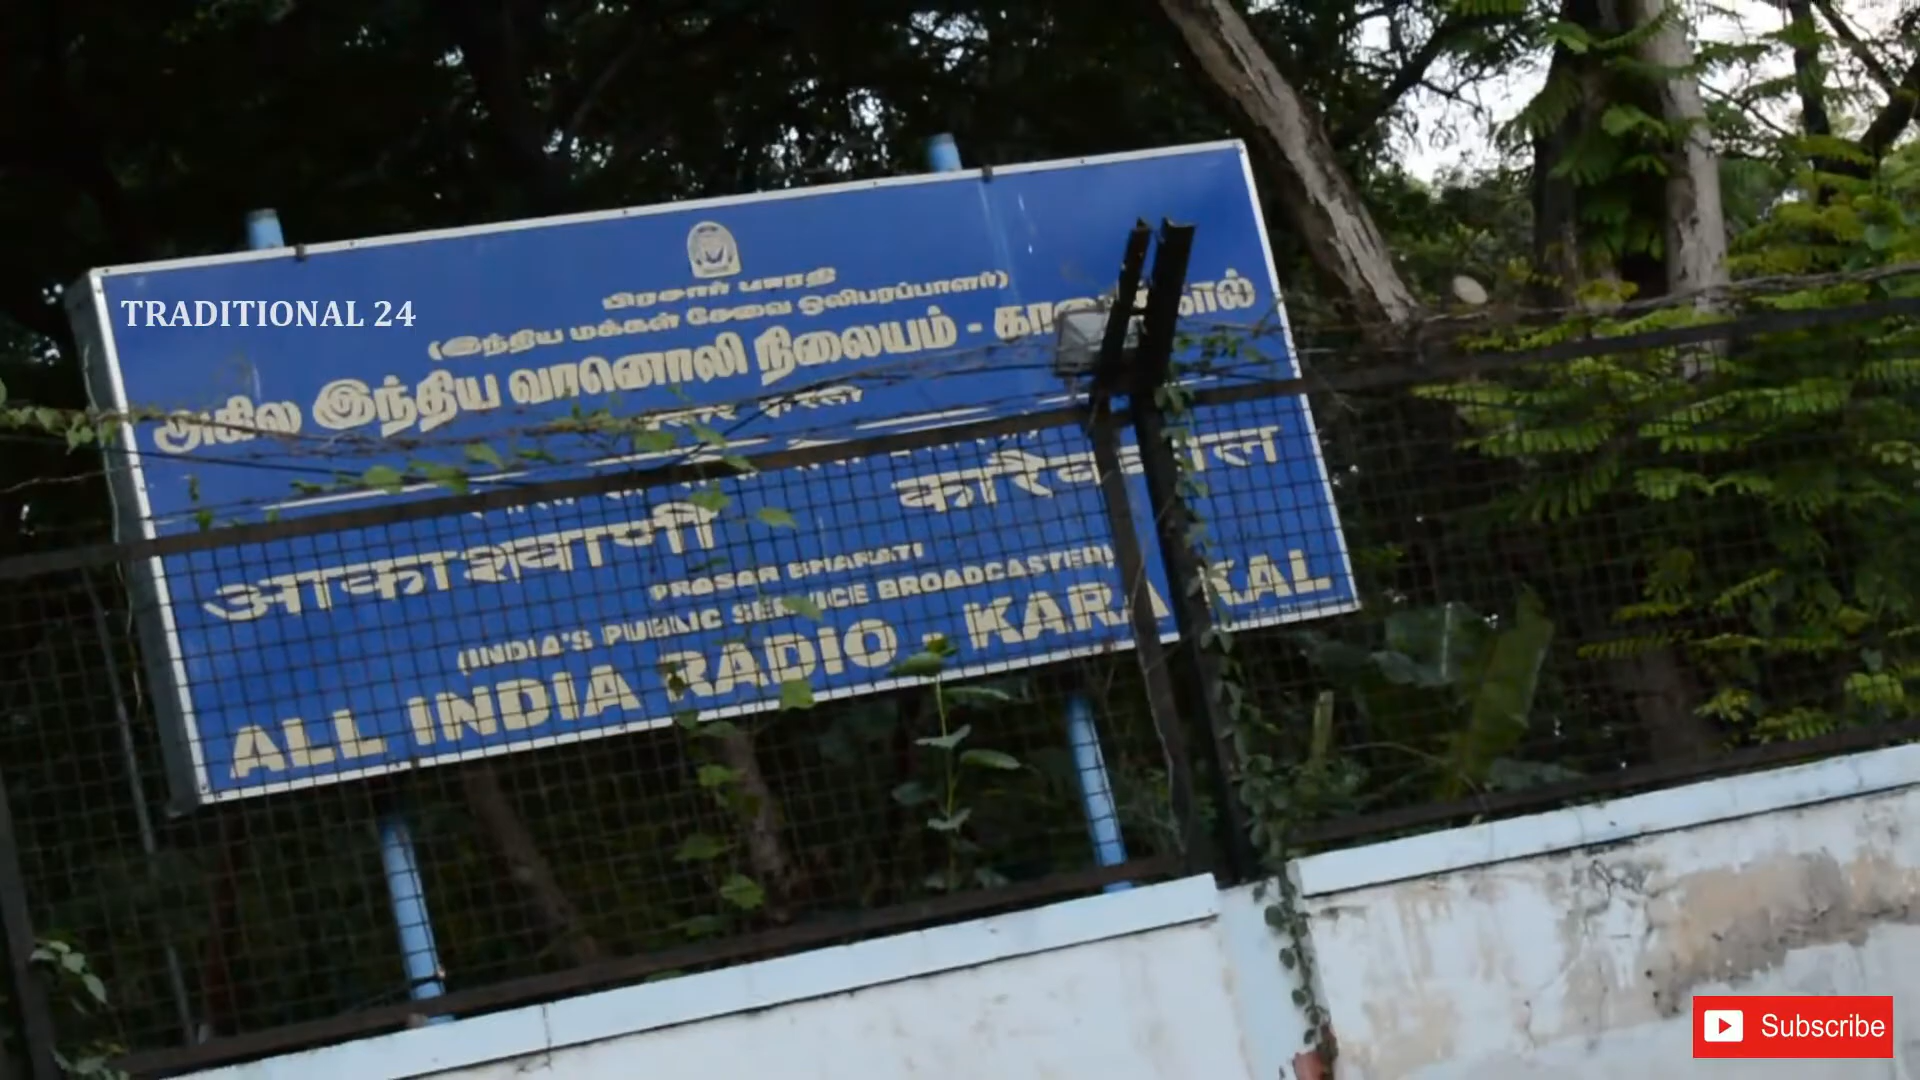 TRADITIONAL 24
பிரசார் பாரதி
(இந்திய மக்கள் சேவை ஒலிபரப்பாளர்)
அகில இந்திய வானொலி நிலையம் -
आकाशवाणी
PRASAR BHARATI
(INDIA'S PUBLIC SERVICE BROADCASTER)
ALL INDIA RADIO - KARAIKAL
Subscribe